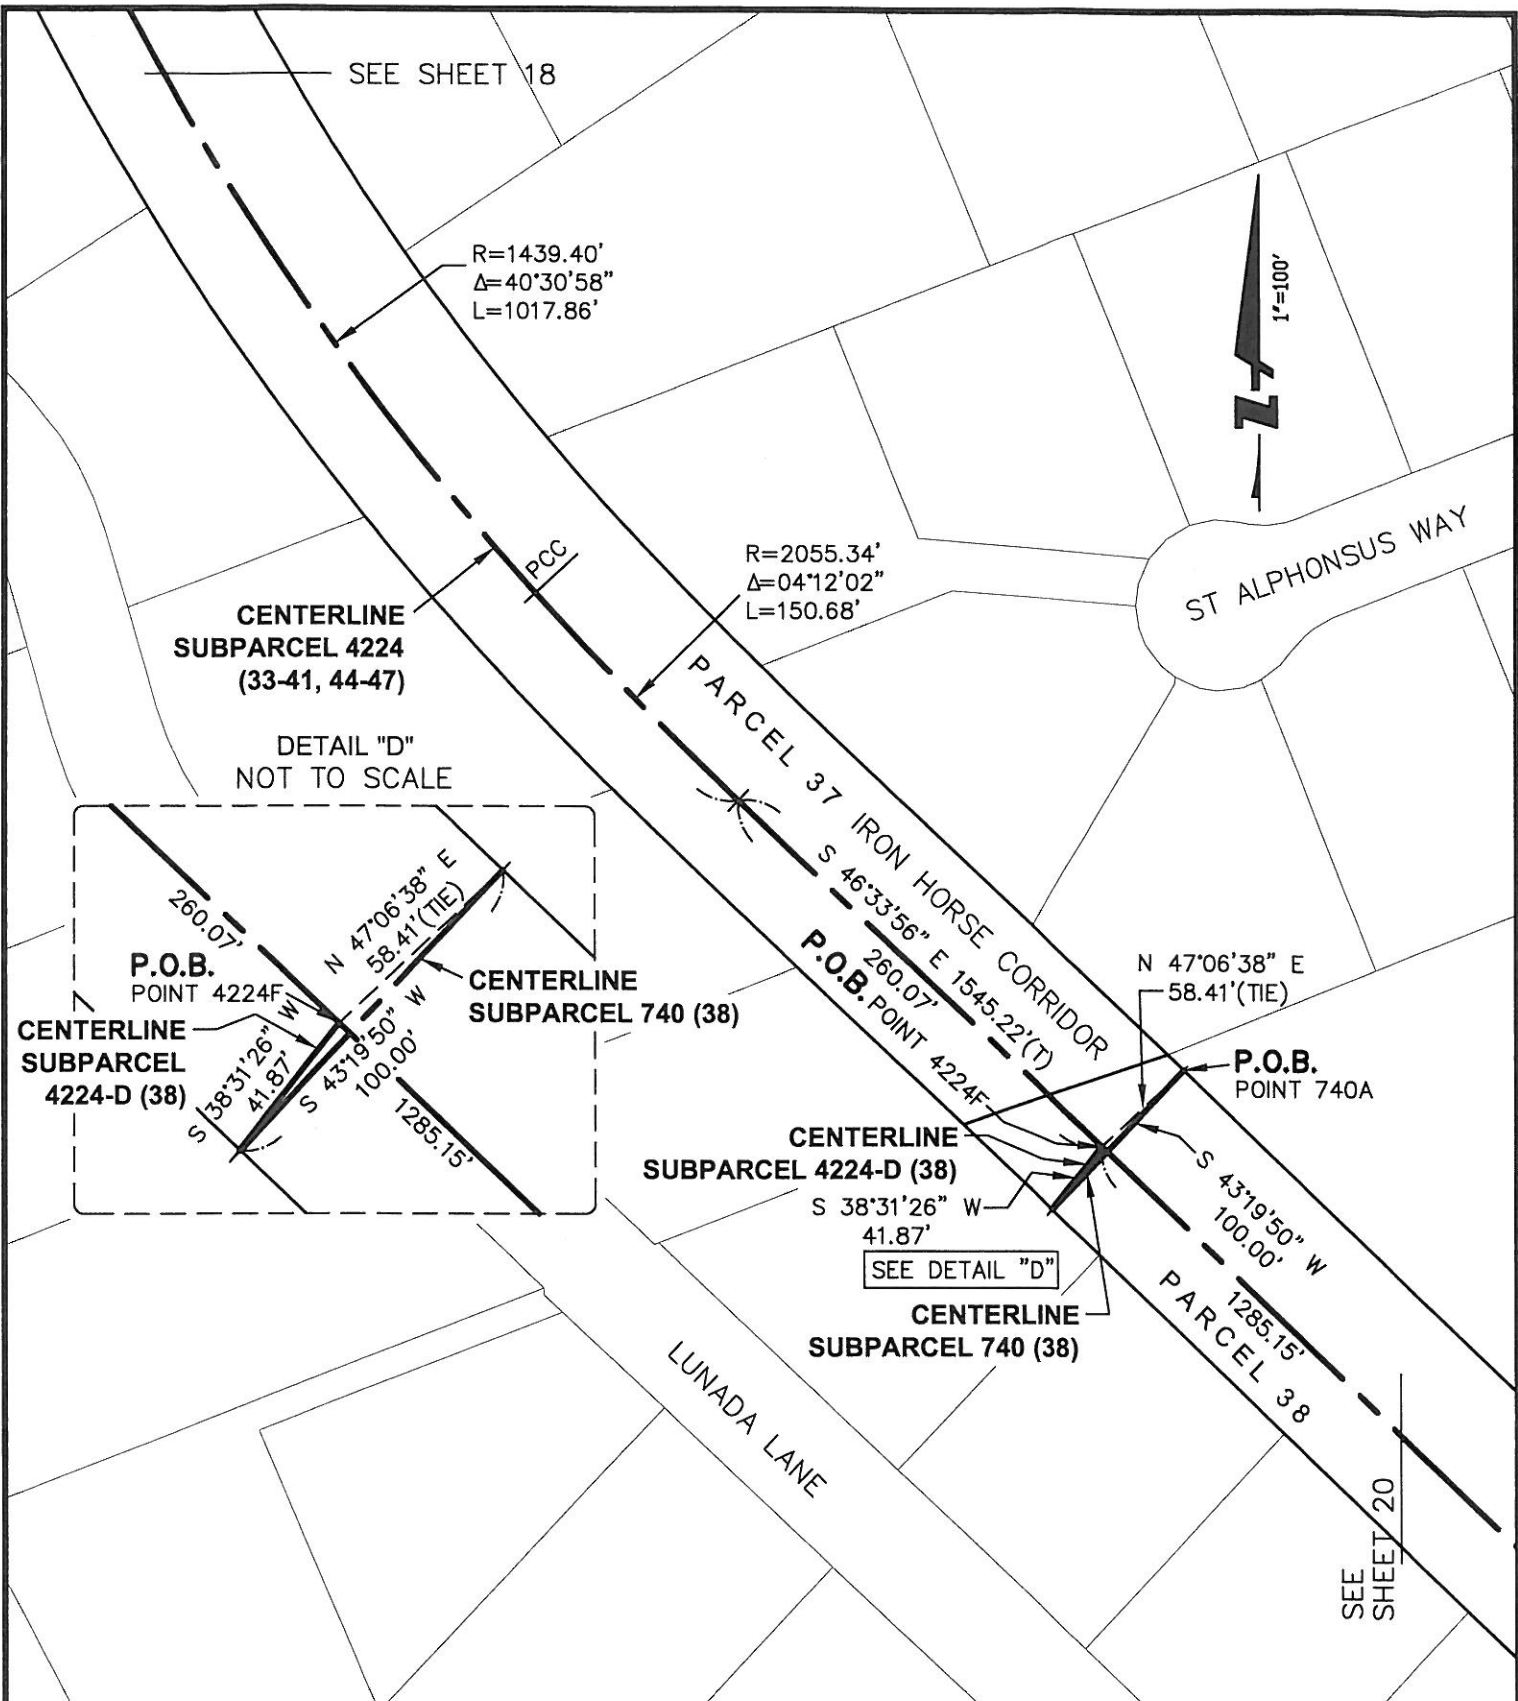 SEE SHEET 18
R=1439.40'
Δ=40°30'58"
L=1017.86'
1"=100'
Z
ST ALPHONSUS WAY
PCC
R=2055.34'
Δ=04°12'02"
L=150.68'
CENTERLINE
SUBPARCEL 4224
(33-41, 44-47)
PARCEL 37 IRON HORSE CORRIDOR
S 46°33'56" E 1545.22'(T)
260.07'
P.O.B. POINT 4224F
DETAIL "D"
NOT TO SCALE
260.07'
N 47°06'38" E
58.41'(TIE)
P.O.B.
POINT 4224F
CENTERLINE
SUBPARCEL 740 (38)
CENTERLINE
SUBPARCEL
4224-D (38)
S 38°31'26" W
41.87'
S 43°19'50" W
100.00'
1285.15'
N 47°06'38" E
58.41'(TIE)
P.O.B.
POINT 740A
CENTERLINE
SUBPARCEL 4224-D (38)
S 38°31'26" W
41.87'
SEE DETAIL "D"
CENTERLINE
SUBPARCEL 740 (38)
S 43°19'50" W
100.00'
1285.15'
PARCEL 38
LUNADA LANE
SEE
SHEET 20